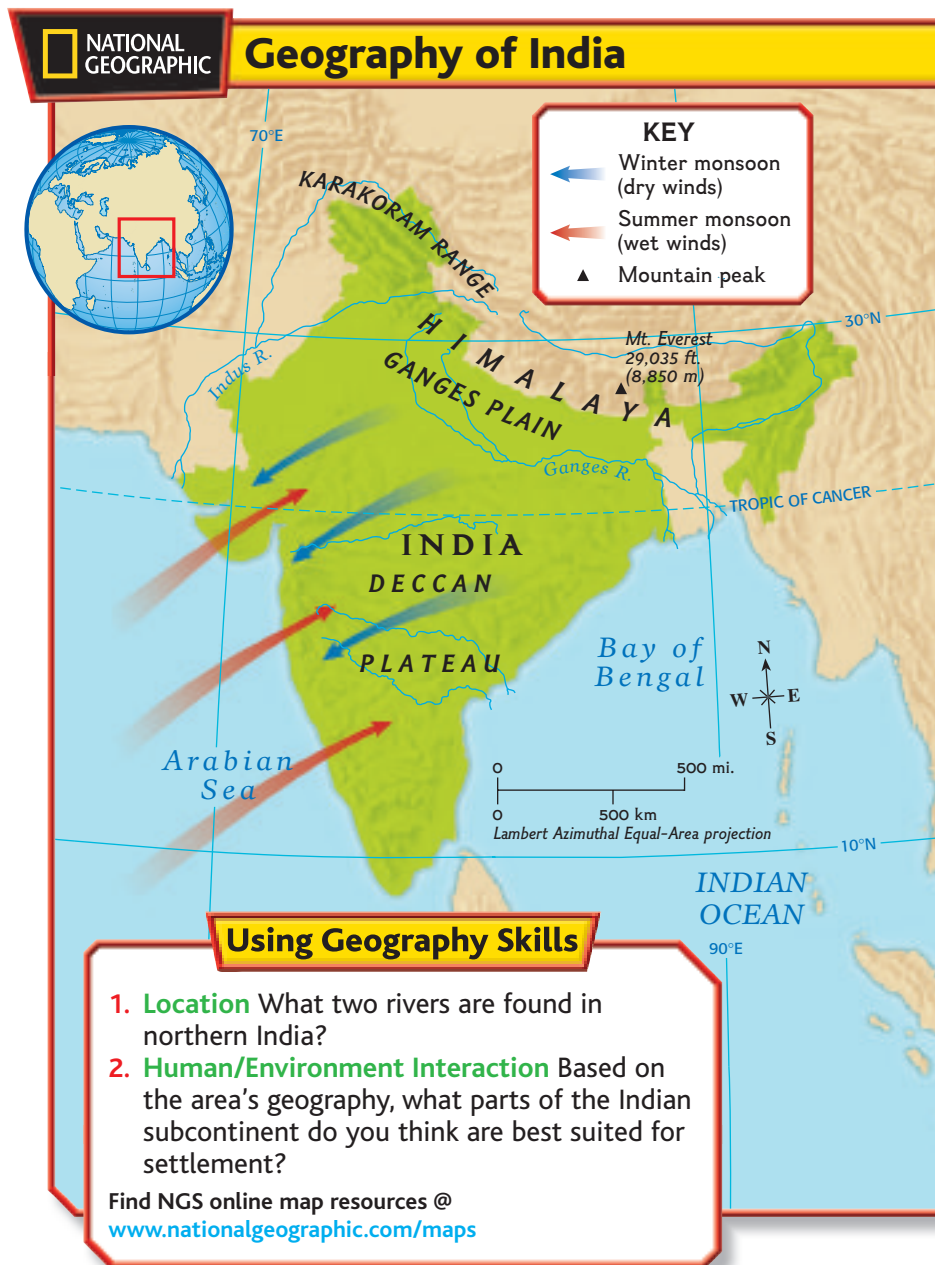 NATIONAL
GEOGRAPHIC
Geography of India
KEY
Winter monsoon
(dry winds)
Summer monsoon
(wet winds)
Mountain peak
70°E
KARAKORAM RANGE
30°N
HIMALAYA
Mt. Everest
29,035 ft.
(8,850 m)
Indus R.
GANGES PLAIN
Ganges R.
TROPIC OF CANCER
INDIA
DECCAN
PLATEAU
Bay of
Bengal
N
W E
S
Arabian
Sea
0 500 mi.
0 500 km
Lambert Azimuthal Equal-Area projection
10°N
INDIAN
OCEAN
90°E
Using Geography Skills
1. Location What two rivers are found in
northern India?
2. Human/Environment Interaction Based on
the area's geography, what parts of the Indian
subcontinent do you think are best suited for
settlement?
Find NGS online map resources @
www.nationalgeographic.com/maps